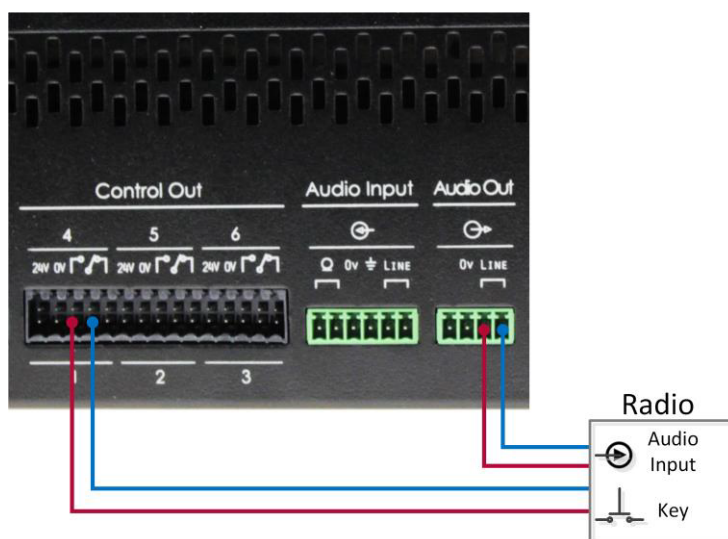 Control Out
Audio Input
Audio Out
4
5
6
24V 0V
24V 0V
24V 0V
Ω 0V LINE
0V LINE
1
2
3
Radio
Audio
Input
Key